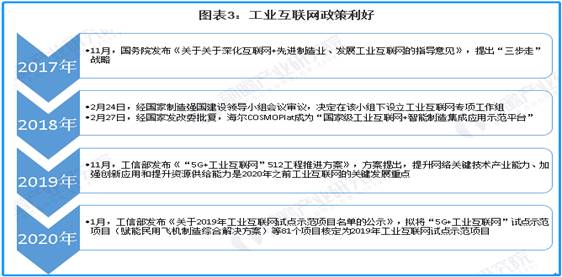 图表3：工业互联网政策利好
2017年
•11月，国务院发布《关于关于深化互联网+先进制造业、发展工业互联网的指导意见》，提出“三步走”
战略
2018年
•2月24日，经国家制造强国建设领导小组会议审议，决定在该小组下设立工业互联网专项工作组
•2月27日，经国家发改委批复，海尔COSMOPlat成为“国家级工业互联网+智能制造集成应用示范平台”
2019年
•11月，工信部发布《“5G+工业互联网”512工程推进方案》，方案提出，提升网络关键技术产业能力、加
强创新应用和提升资源供给能力是2020年之前工业互联网的关键发展重点
2020年
•1月，工信部发布《关于2019年工业互联网试点示范项目名单的公示》，拟将“5G+工业互联网”试点示范
项目（赋能民用飞机制造综合解决方案）等81个项目核定为2019年工业互联网试点示范项目